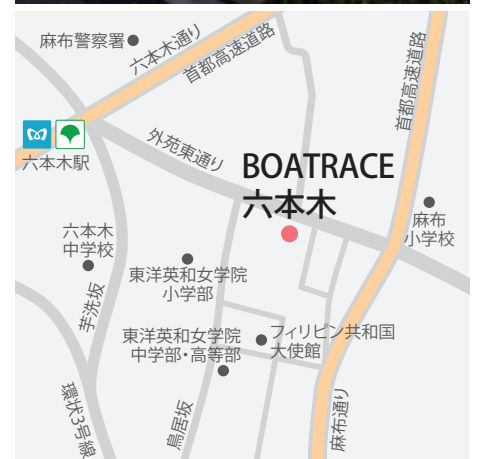 麻布警察署
六本木通り
首都高速道路
首都高速道路
六本木駅
外苑東通り
BOATRACE
六本木
麻布
小学校
六本木
中学校
東洋英和女学院
小学部
芋洗坂
東洋英和女学院
中学部・高等部
フィリピン共和国
大使館
環状3号線
鳥居坂
麻布通り